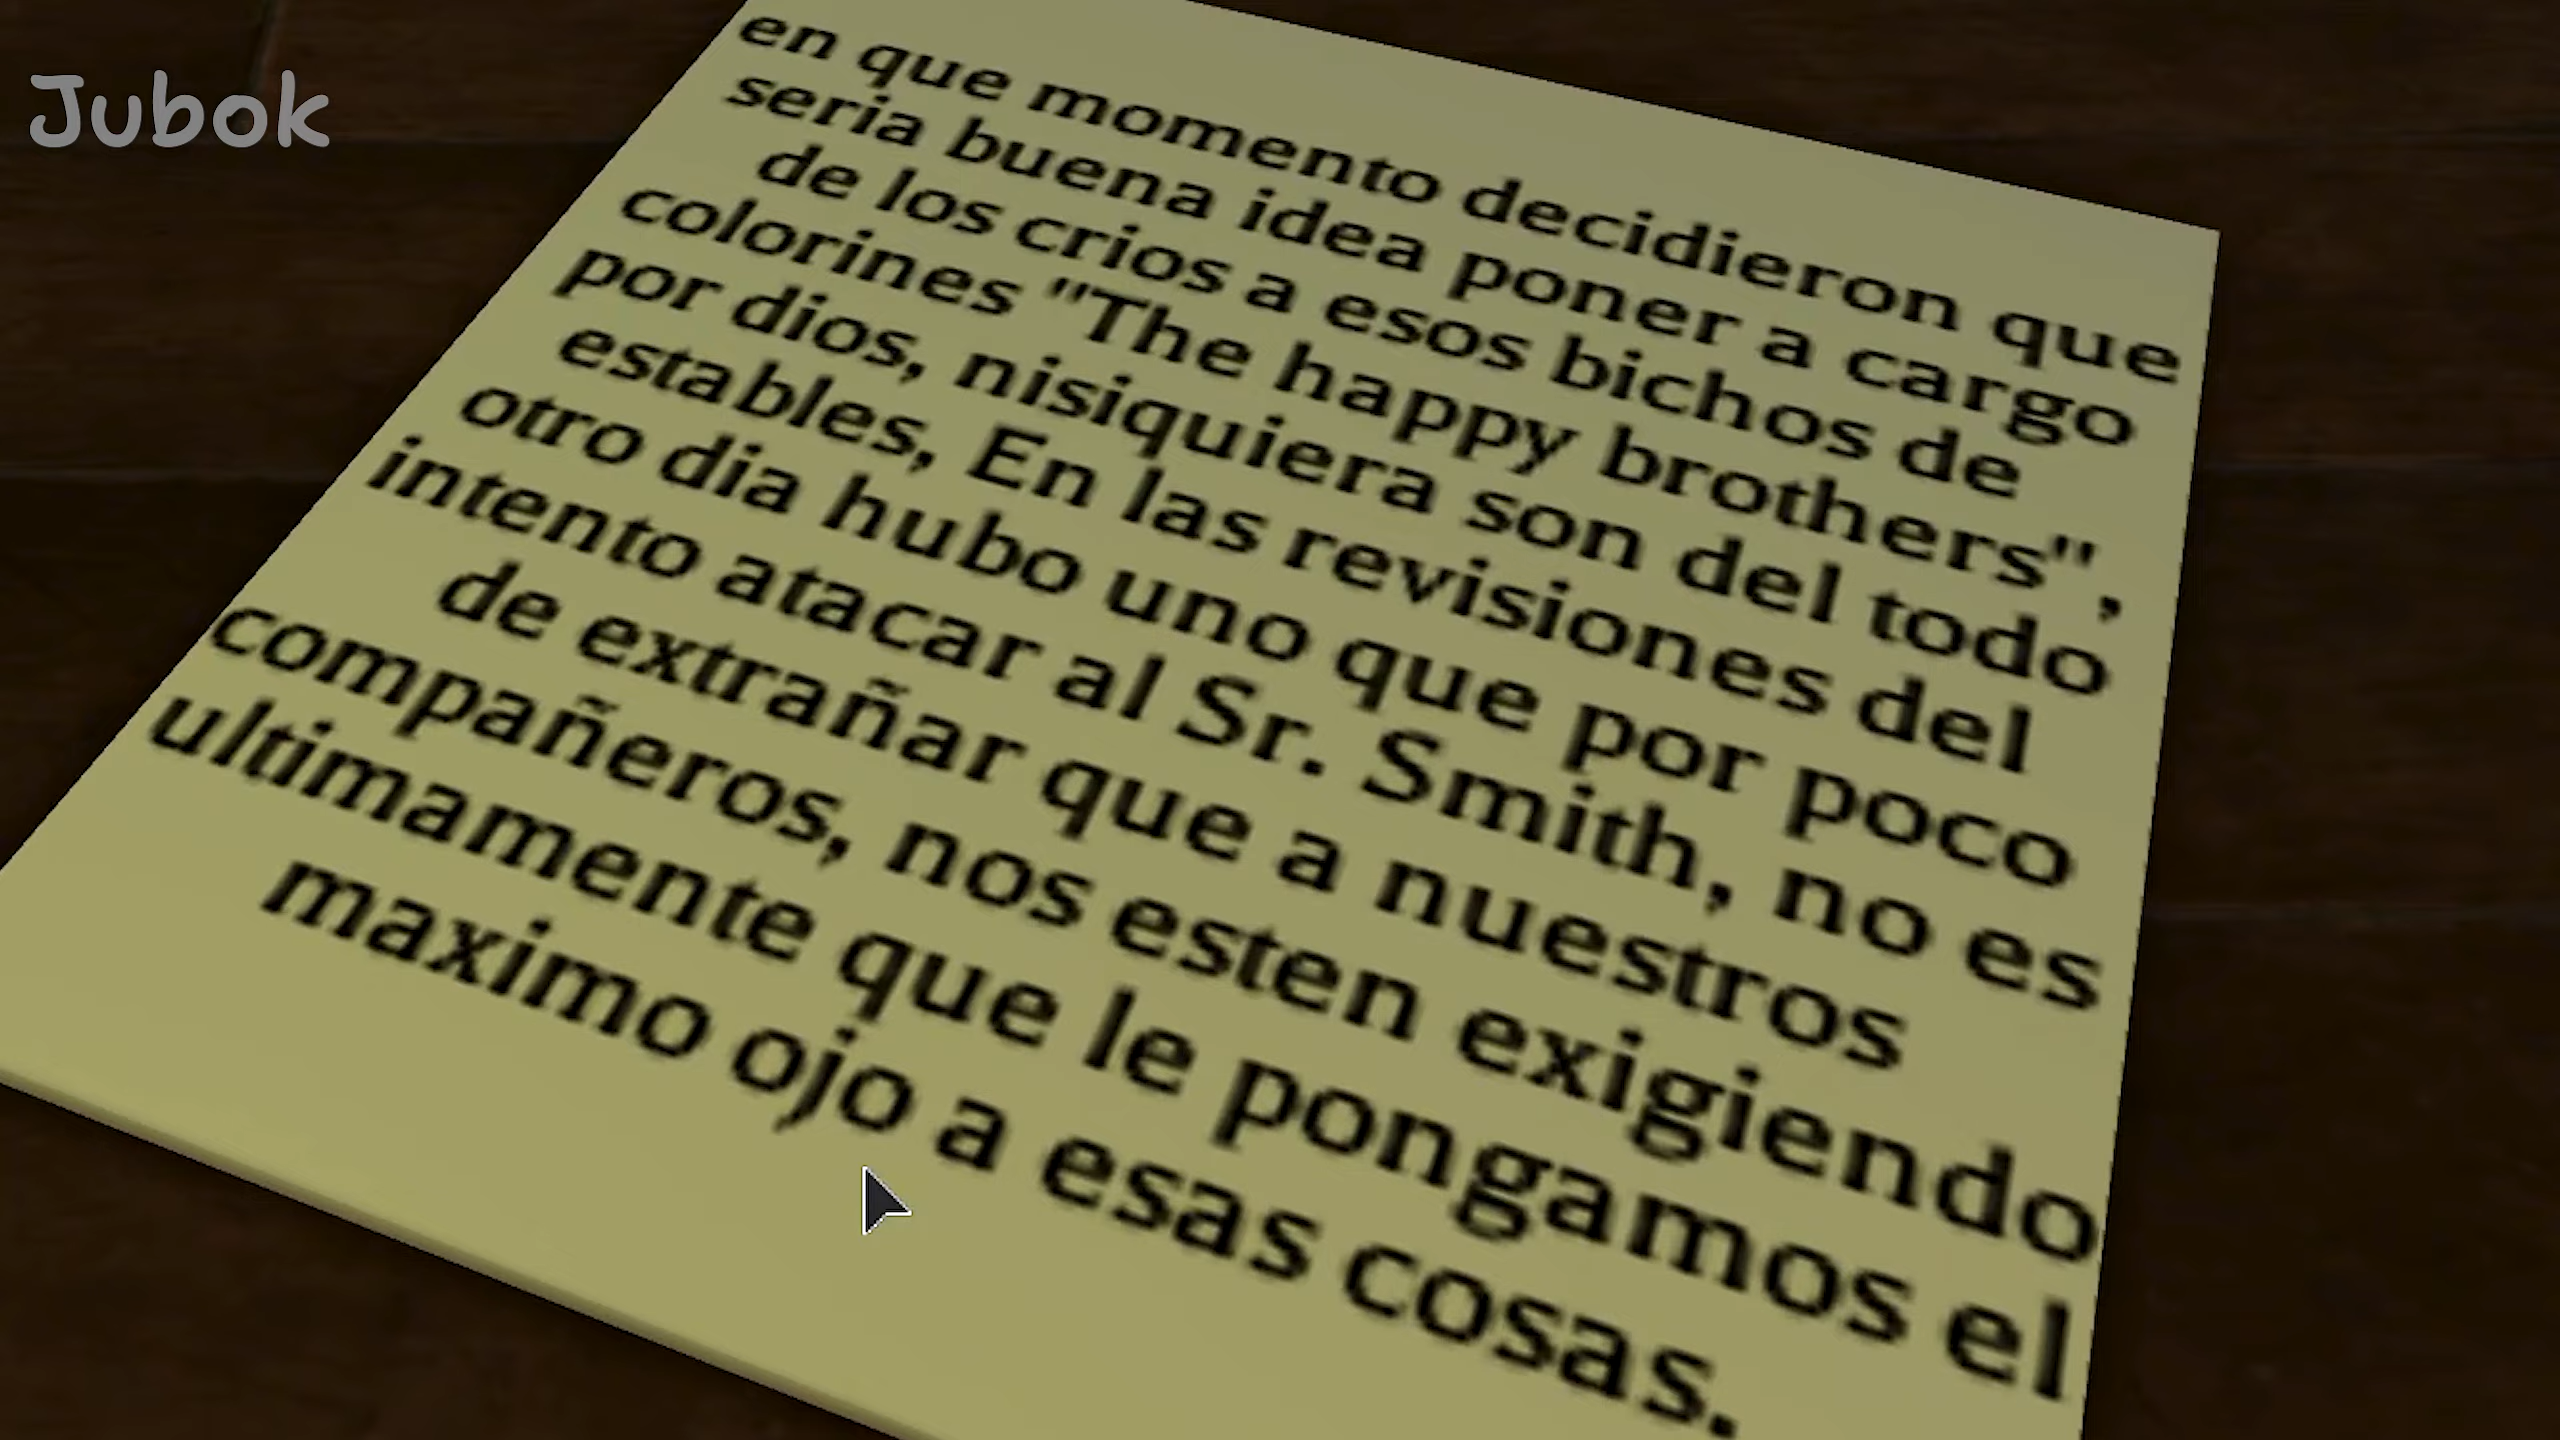 Jubok
en que momento decidieron que
seria buena idea poner a cargo
de los crios a esos bichos de
colorines "The happy brothers",
por dios, nisiquiera son del todo
estables, En las revisiones del
otro dia hubo uno que por poco
intento atacar al Sr. Smith, no es
de extrañar que a nuestros
compañeros, nos esten exigiendo
ultimamente que le pongamos el
maximo ojo a esas cosas.